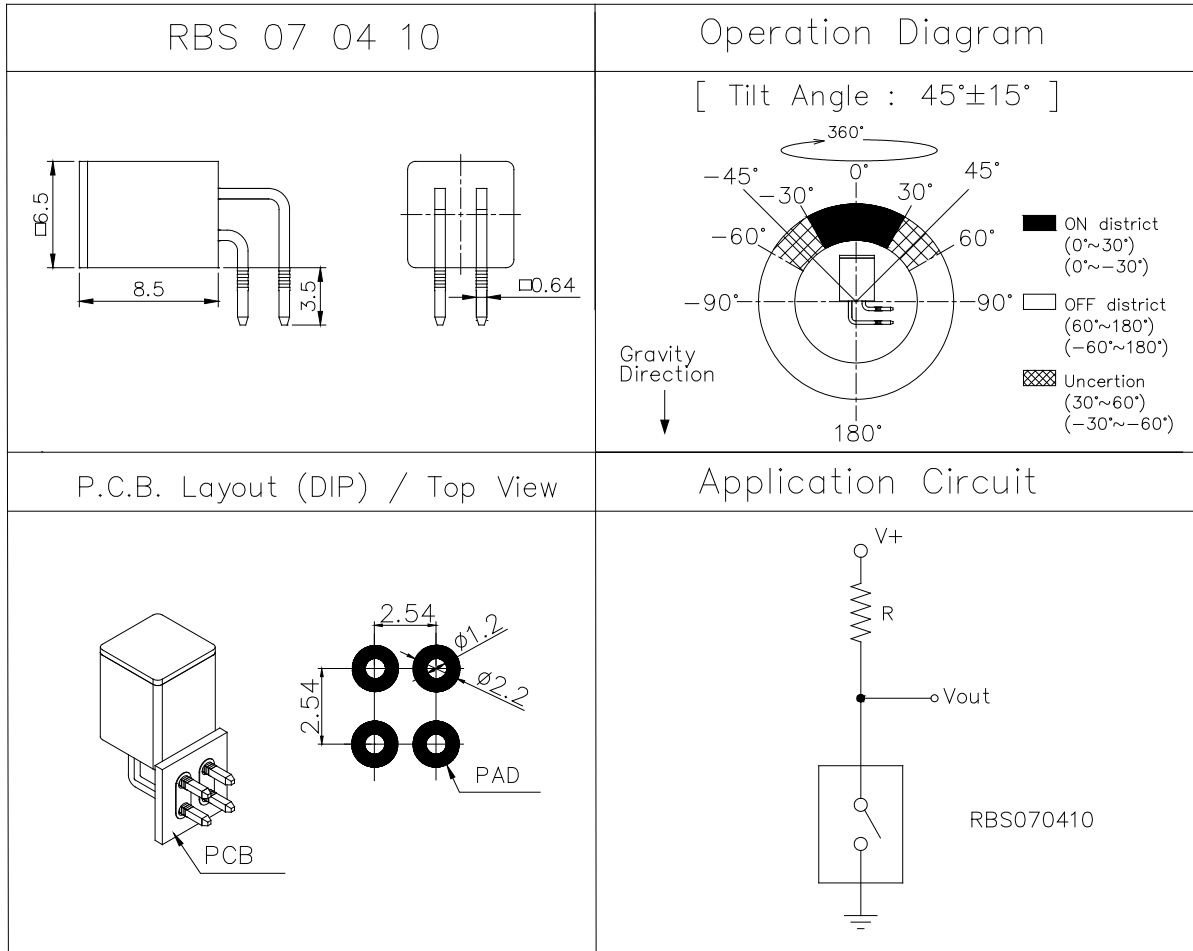 RBS 07 04 10
□6.5
8.5
3.5
□0.64
Operation Diagram
[ Tilt Angle : 45°±15° ]
360°
0°
−45°
45°
−30°
30°
−60°
60°
−90°
90°
180°
Gravity
Direction
ON district
(0°~30°)
(0°~−30°)
OFF district
(60°~180°)
(−60°~180°)
Uncertion
(30°~60°)
(−30°~−60°)
P.C.B. Layout (DIP) / Top View
2.54
ø1.2
ø2.2
2.54
PAD
PCB
Application Circuit
V+
R
Vout
RBS070410